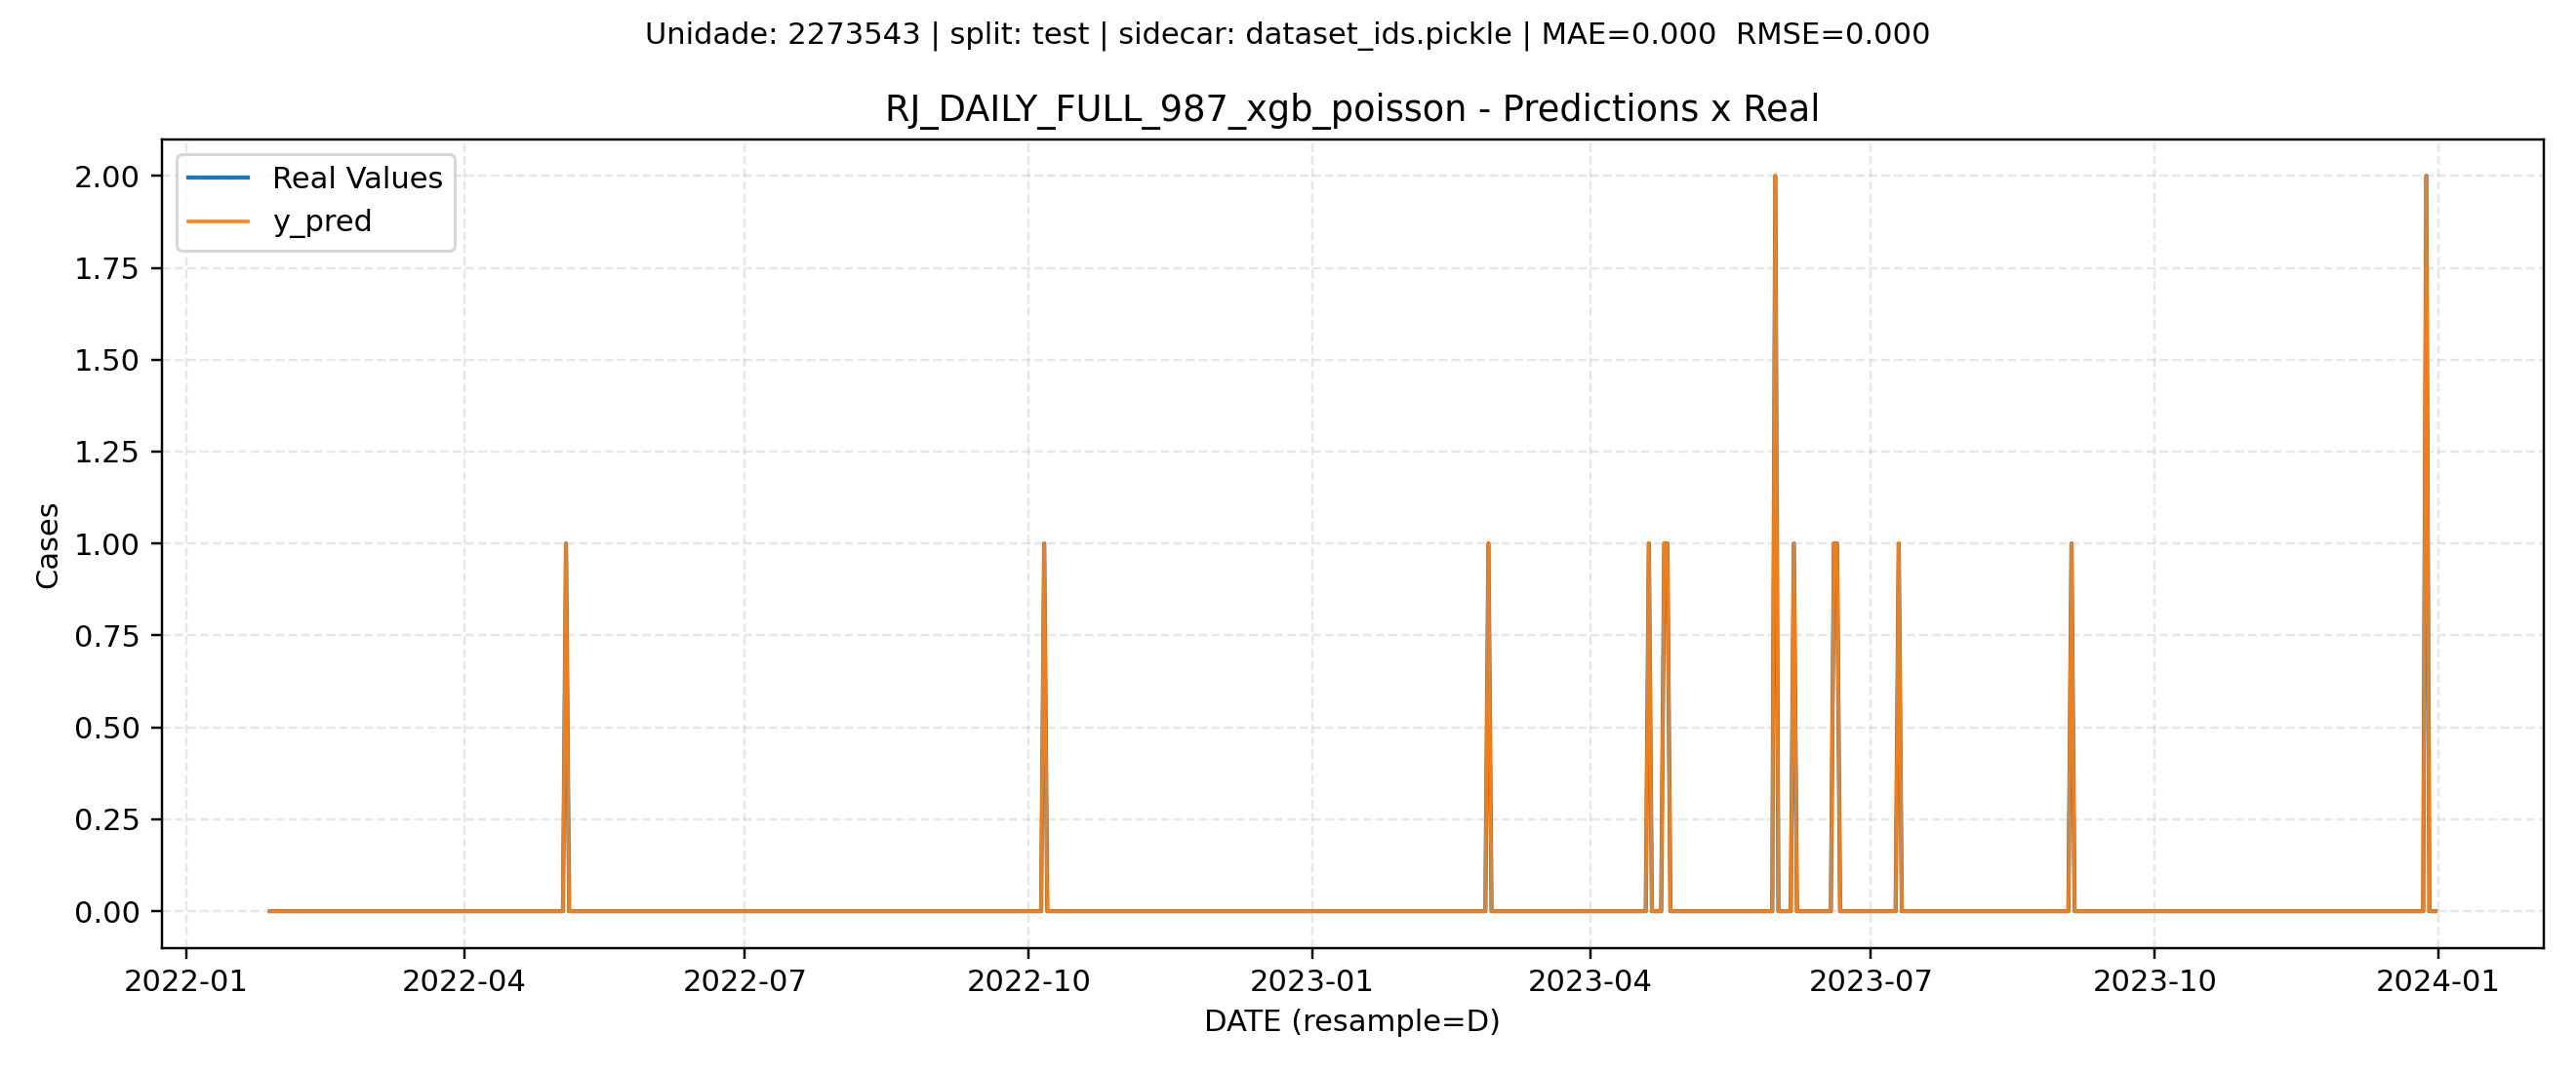 Unidade: 2273543 | split: test | sidecar: dataset_ids.pickle | MAE=0.000  RMSE=0.000
RJ_DAILY_FULL_987_xgb_poisson - Predictions x Real
Real Values
y_pred
2.00
1.75
1.50
1.25
1.00
0.75
0.50
0.25
0.00
Cases
2022-01 2022-04 2022-07 2022-10 2023-01 2023-04 2023-07 2023-10 2024-01
DATE (resample=D)